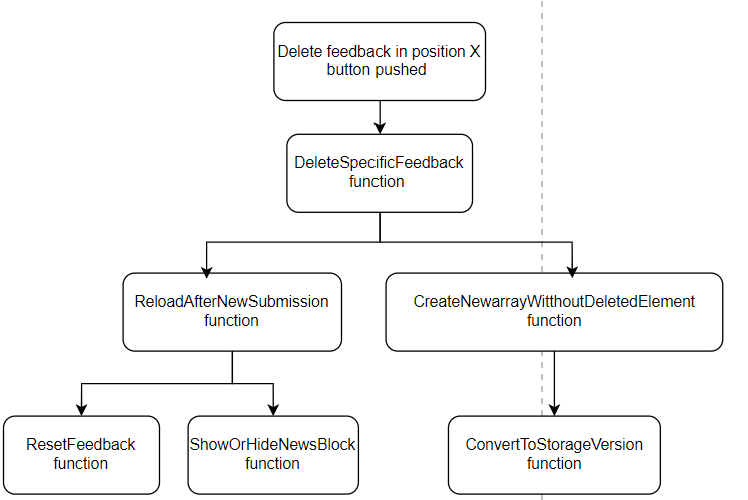 Delete feedback in position X
button pushed
DeleteSpecificFeedback
function
ReloadAfterNewSubmission
function
CreateNewarrayWitthoutDeletedElement
function
ResetFeedback
function
ShowOrHideNewsBlock
function
ConvertToStorageVersion
function